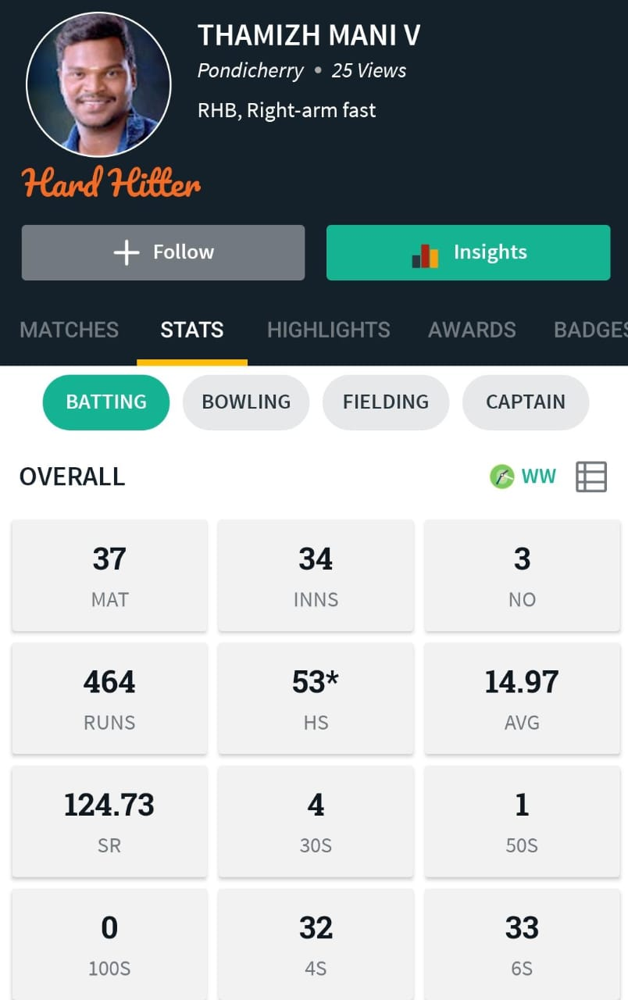 THAMIZH MANI V
Pondicherry • 25 Views
RHB, Right-arm fast
Hard Hitter
+ Follow Insights
MATCHES STATS HIGHLIGHTS AWARDS BADGES
BATTING BOWLING FIELDING CAPTAIN
OVERALL WW
37 34 3
MAT INNS NO
464 53* 14.97
RUNS HS AVG
124.73 4 1
SR 30S 50S
0 32 33
100S 4S 6S